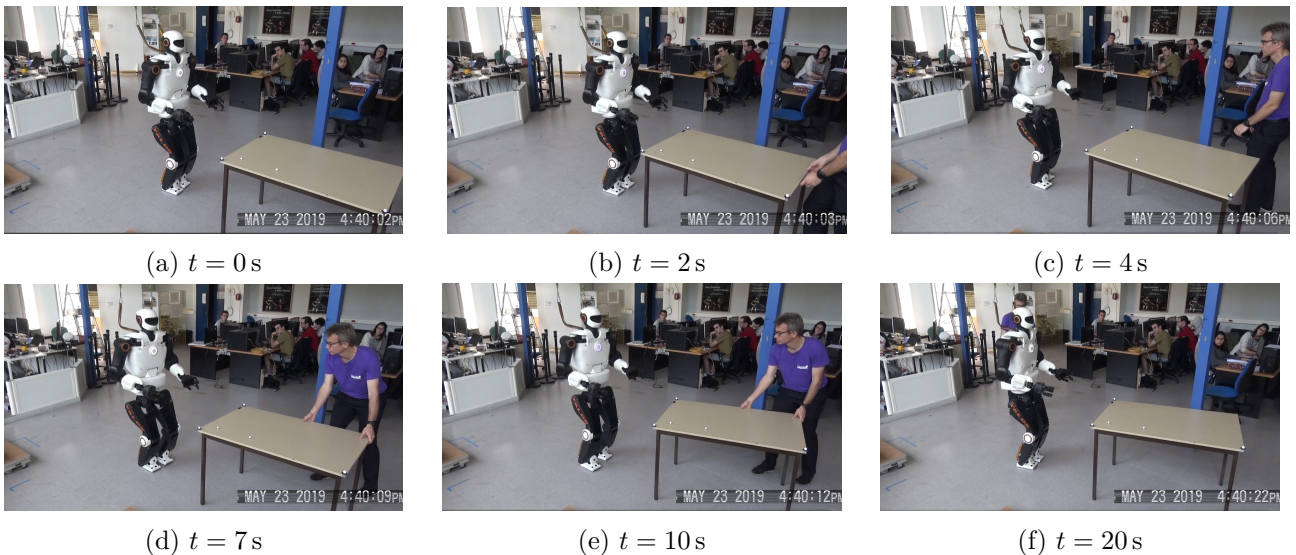 MAY 23 2019 4:40:02PM
MAY 23 2019 4:40:03PM
MAY 23 2019 4:40:06PM
(a) t = 0 s
(b) t = 2 s
(c) t = 4 s
MAY 23 2019 4:40:09PM
MAY 23 2019 4:40:12PM
MAY 23 2019 4:40:22PM
(d) t = 7 s
(e) t = 10 s
(f) t = 20 s